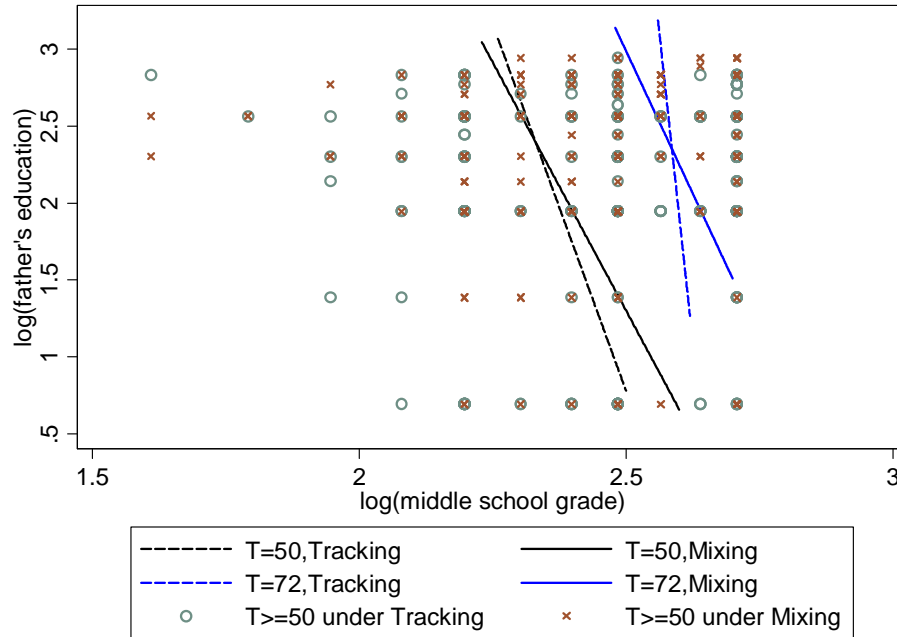 log(father's education)
3
2.5
2
1.5
1
.5
1.5
2
2.5
3
log(middle school grade)
T=50,Tracking
T=50,Mixing
T=72,Tracking
T=72,Mixing
T>=50 under Tracking
T>=50 under Mixing